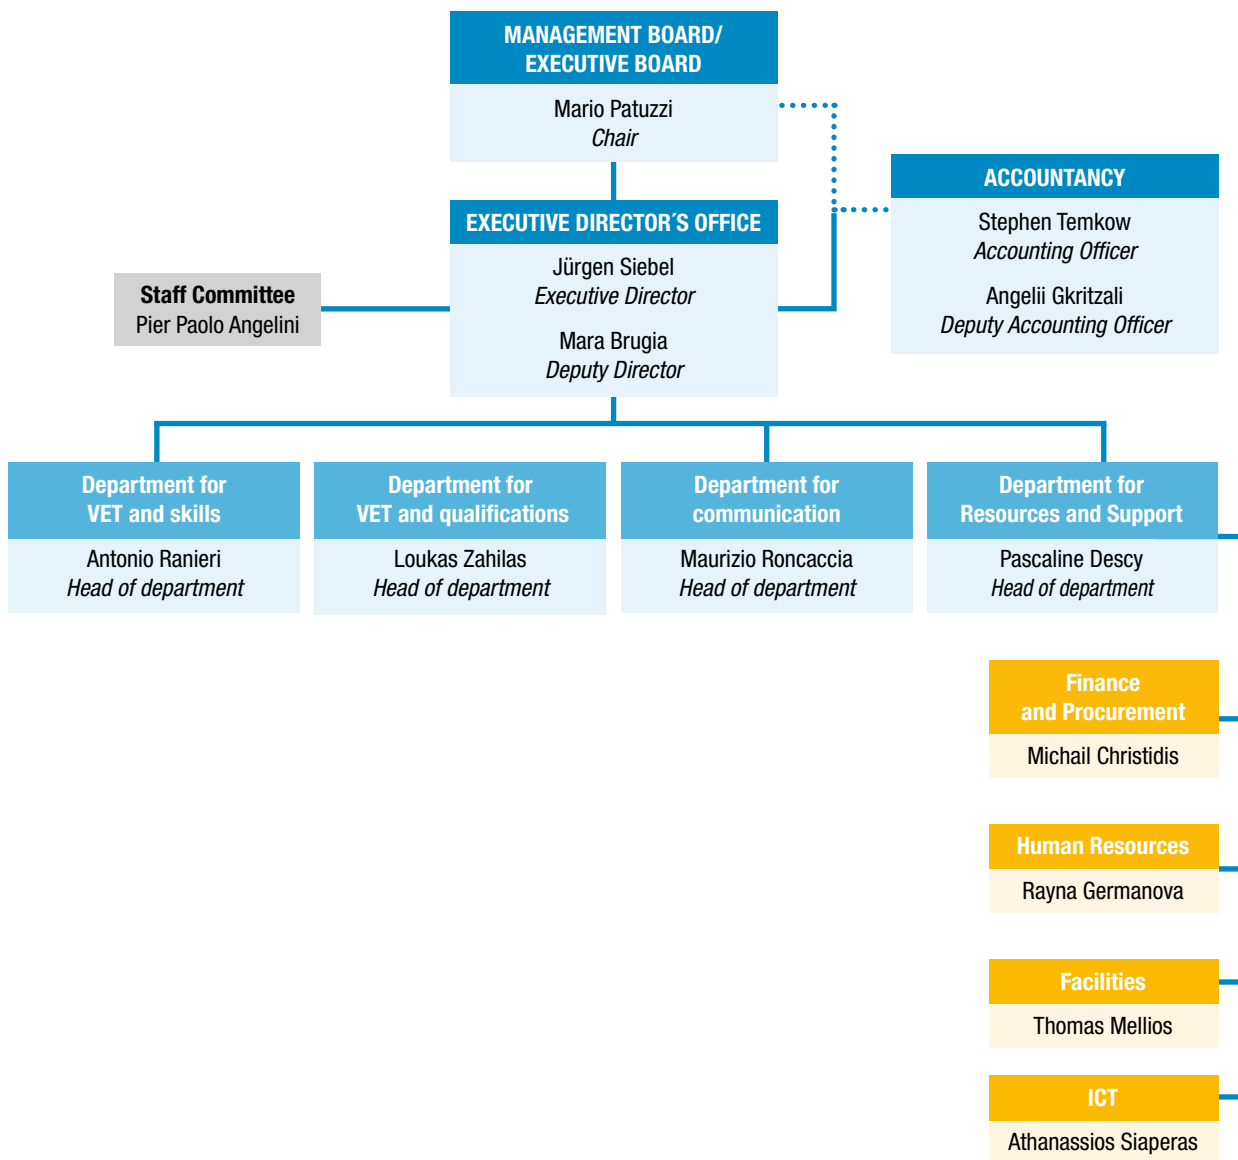 MANAGEMENT BOARD/
EXECUTIVE BOARD
Mario Patuzzi
Chair
ACCOUNTANCY
Stephen Temkow
Accounting Officer
Angelii Gkritzali
Deputy Accounting Officer
EXECUTIVE DIRECTOR´S OFFICE
Jürgen Siebel
Executive Director
Mara Brugia
Deputy Director
Staff Committee
Pier Paolo Angelini
Department for
VET and skills
Antonio Ranieri
Head of department
Department for
VET and qualifications
Loukas Zahilas
Head of department
Department for
communication
Maurizio Roncaccia
Head of department
Department for
Resources and Support
Pascaline Descy
Head of department
Finance
and Procurement
Michail Christidis
Human Resources
Rayna Germanova
Facilities
Thomas Mellios
ICT
Athanassios Siaperas